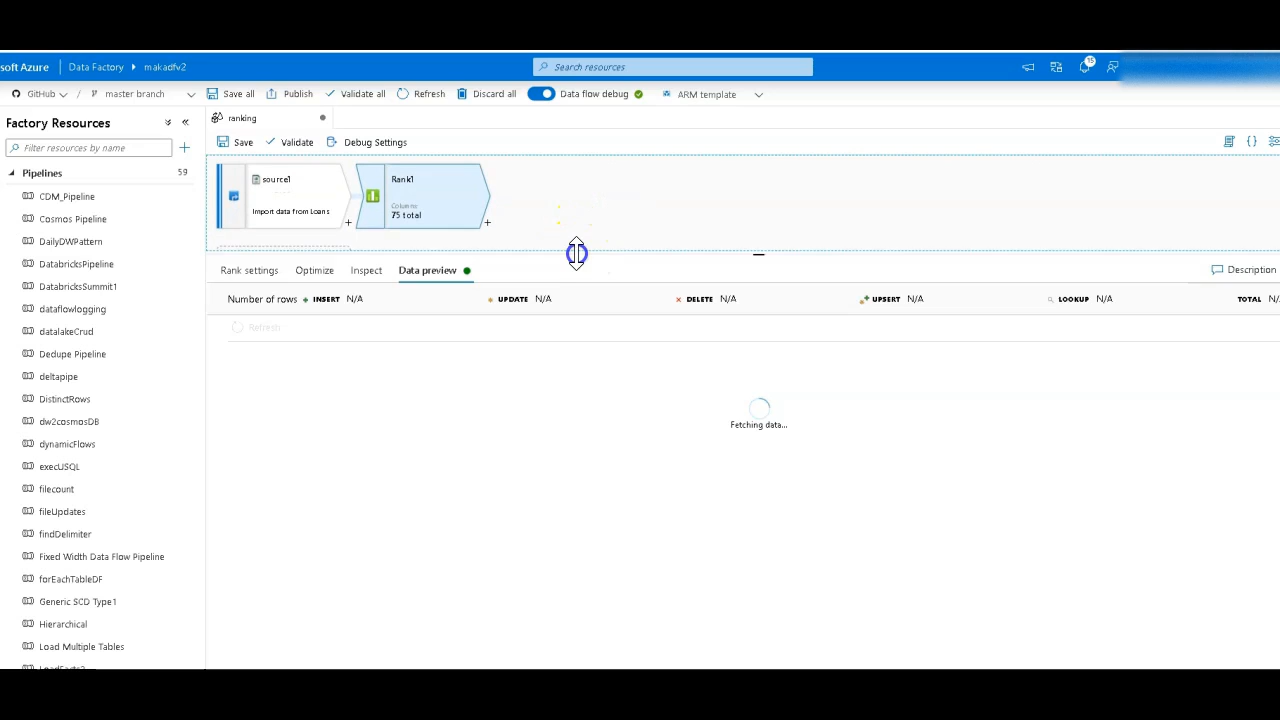 soft Azure Data Factory makadfv2 Search resources 15
GitHub / master branch Save all Publish Validate all Refresh Discard all Data flow debug ARM template
Factory Resources
ranking
Filter resources by name
Save Validate Debug Settings
Pipelines 59
CDM_Pipeline
Cosmos Pipeline
DailyDWPattern
DatabricksPipeline
DatabricksSummit1
dataflowlogging
datalakeCrud
Dedupe Pipeline
deltapipe
DistinctRows
dw2cosmosDB
dynamicFlows
execUSQL
filecount
fileUpdates
findDelimiter
Fixed Width Data Flow Pipeline
forEachTableDF
Generic SCD Type1
Hierarchical
Load Multiple Tables
source1
Import data from Loans
Rank1
Columns
75 total
Rank settings Optimize Inspect Data preview Description
Number of rows INSERT N/A UPDATE N/A DELETE N/A UPSERT N/A LOOKUP N/A TOTAL N/
Refresh
Fetching data...